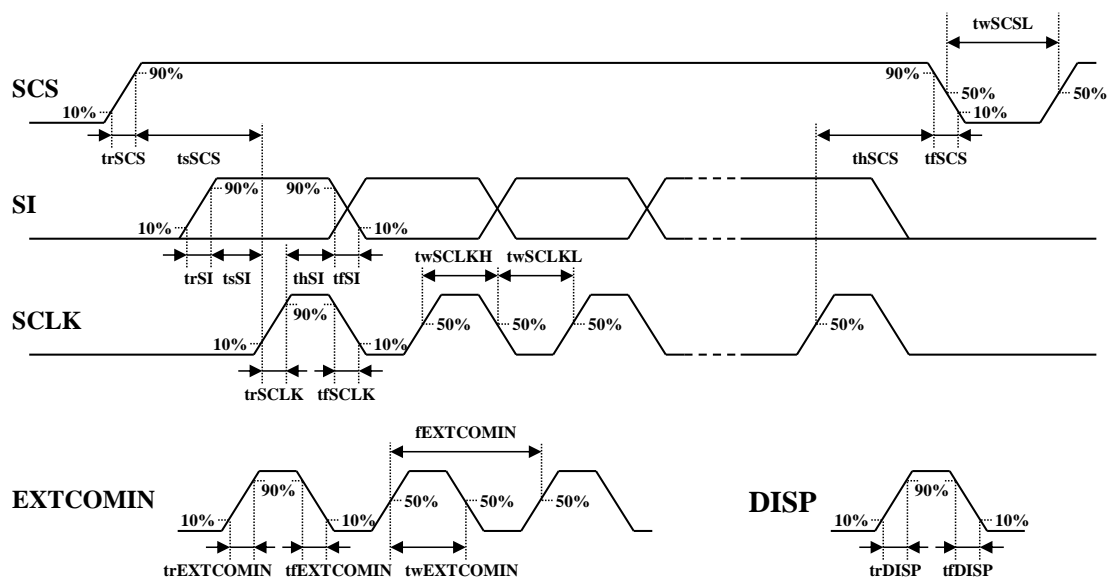 twSCSL
90% 90%
SCS 50% 50%
10% 10%
trSCS tsSCS thSCS tfSCS
90% 90%
SI
10% 10%
twSCLKH twSCLKL
trSI tsSI thSI tfSI
SCLK 90% 50% 50% 50% 50%
10% 10%
trSCLK tfSCLK
fEXTCOMIN
EXTCOMIN 90% 50% 50% 50% DISP 90%
10% 10% 10% 10%
trEXTCOMIN tfEXTCOMIN twEXTCOMIN trDISP tfDISP